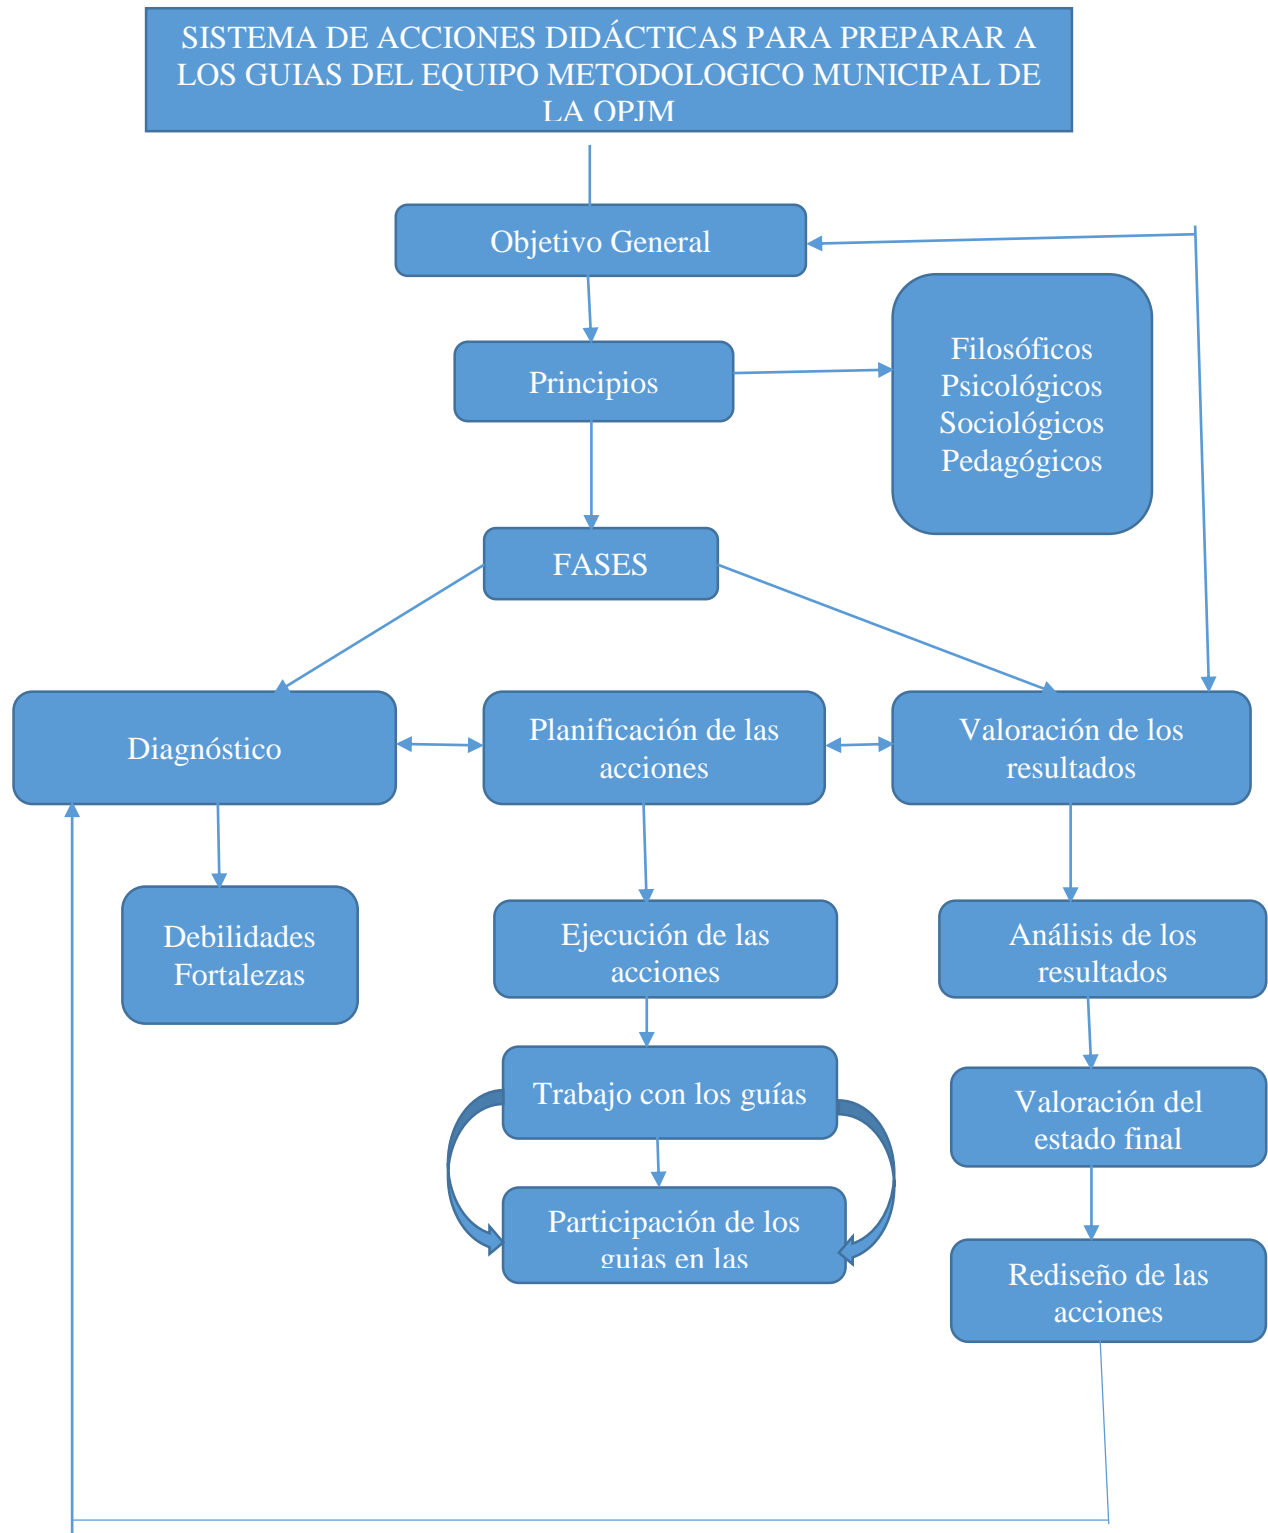 SISTEMA DE ACCIONES DIDÁCTICAS PARA PREPARAR A
LOS GUIAS DEL EQUIPO METODOLOGICO MUNICIPAL DE
LA OPJM
Objetivo General
Principios
Filosóficos
Psicológicos
Sociológicos
Pedagógicos
FASES
Diagnóstico
Planificación de las
acciones
Valoración de los
resultados
Debilidades
Fortalezas
Ejecución de las
acciones
Análisis de los
resultados
Trabajo con los guías
Valoración del
estado final
Participación de los
guias en las
Rediseño de las
acciones